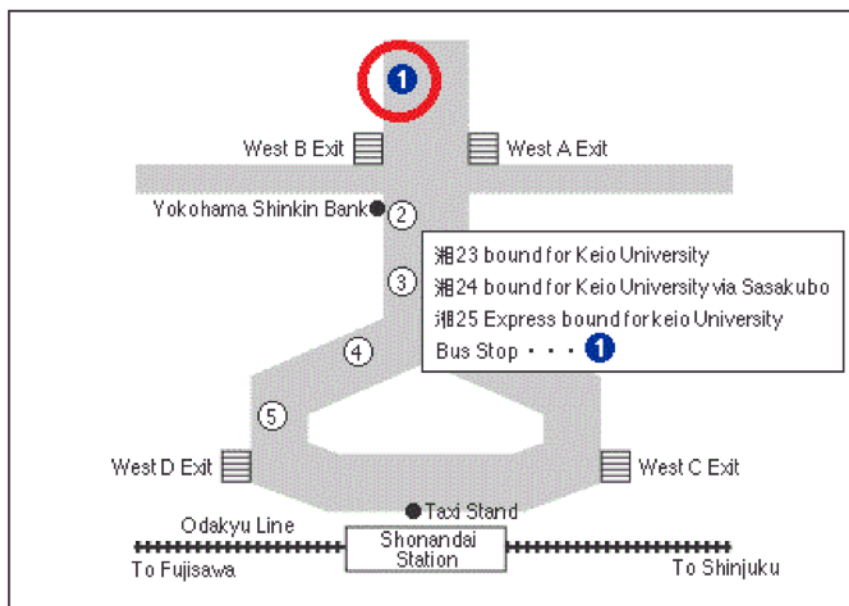 1
West B Exit
West A Exit
Yokohama Shinkin Bank
2
3
湘23 bound for Keio University
湘24 bound for Keio University via Sasakubo
湘25 Express bound for keio University
Bus Stop ・・・ 1
4
5
West D Exit
West C Exit
Taxi Stand
Odakyu Line
Shonandai
Station
To Fujisawa
To Shinjuku